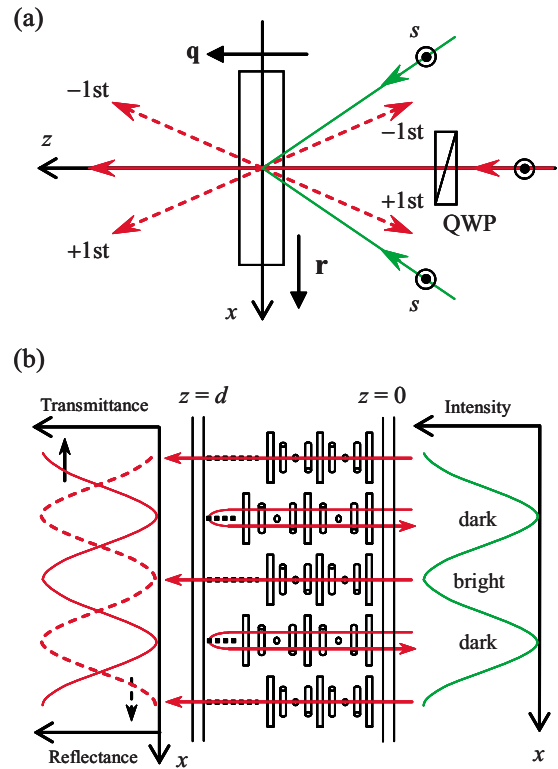 (a)
q
s
−1st
−1st
z
+1st
+1st
QWP
r
x
s
(b)
z = d
z = 0
Transmittance
Intensity
dark
bright
dark
Reflectance
x
x